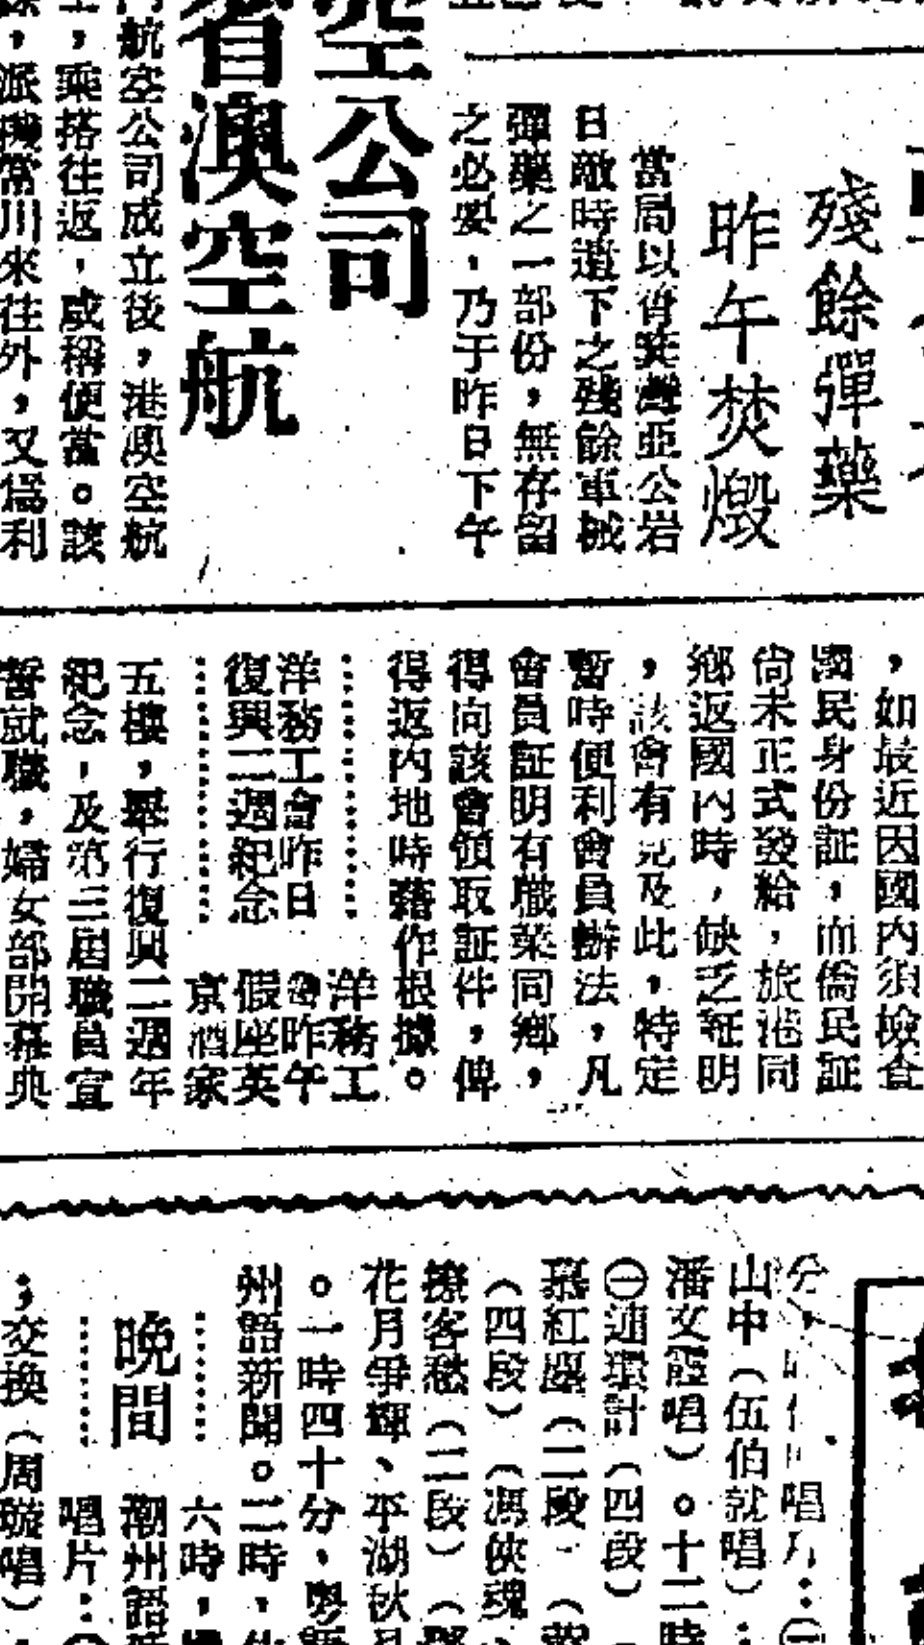 殘餘彈藥
昨午焚燬
當局以筲箕灣亞公岩
日敵時遺下之殘餘軍械
彈藥之一部份，無存留
之必要，乃于昨日下午
空公司
省澳空航
航空公司成立後，港澳空航
，乘搭往返，咸稱便當。該
，派機常川來往外，又爲利
，如最近因國內須檢查
國民身份証，而僑民証
尙未正式發給，旅港同
鄉返國內時，缺乏証明
，該會有見及此，特定
暫時便利會員辦法，凡
會員証明有職業同鄉，
得向該會領取証件，俾
得返內地時藉作根據。
洋務工會昨日
復興二週紀念
洋務工
會昨午
假座英
京酒家
五樓，舉行復興二週年
紀念，及第三屆職員宣
誓就職，婦女部開幕典
唱片：
山中（伍伯就唱）
潘文霞唱）。十二時
㊀連環計（四段）
慕紅塵（二段
（四段）（馮俠魂
撩客愁（二段）
花月爭輝、平湖秋月
。一時四十分，粵語
州語新聞。二時，
晚間
六時，
潮州語
唱片：
；交換（周璇唱）